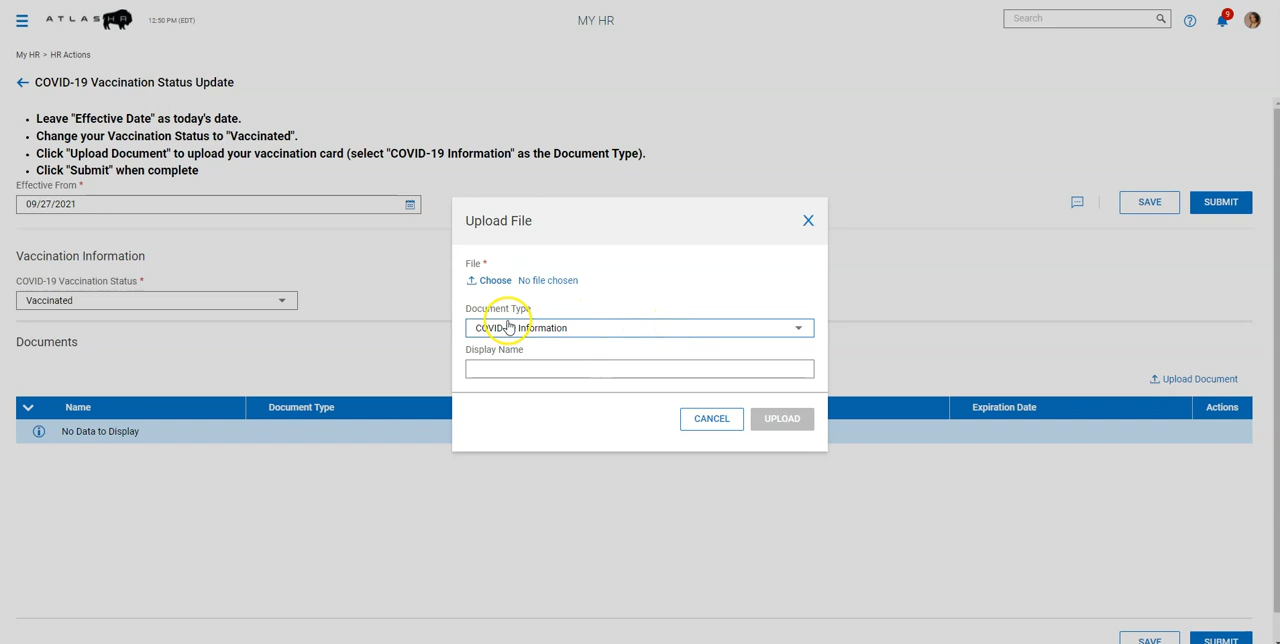 ATLASHR
12:50 PM (EDT)
MY HR
Search
9
My HR > HR Actions
COVID-19 Vaccination Status Update
• Leave "Effective Date" as today's date.
• Change your Vaccination Status to "Vaccinated".
• Click "Upload Document" to upload your vaccination card (select "COVID-19 Information" as the Document Type).
• Click "Submit" when complete
Effective From *
09/27/2021
SAVE
SUBMIT
Upload File
X
File *
Choose No file chosen
Document Type
COVID- Information
Display Name
CANCEL
UPLOAD
Vaccination Information
COVID-19 Vaccination Status *
Vaccinated
Documents
Upload Document
Name Document Type Expiration Date Actions
No Data to Display
SAVE
SUBMIT